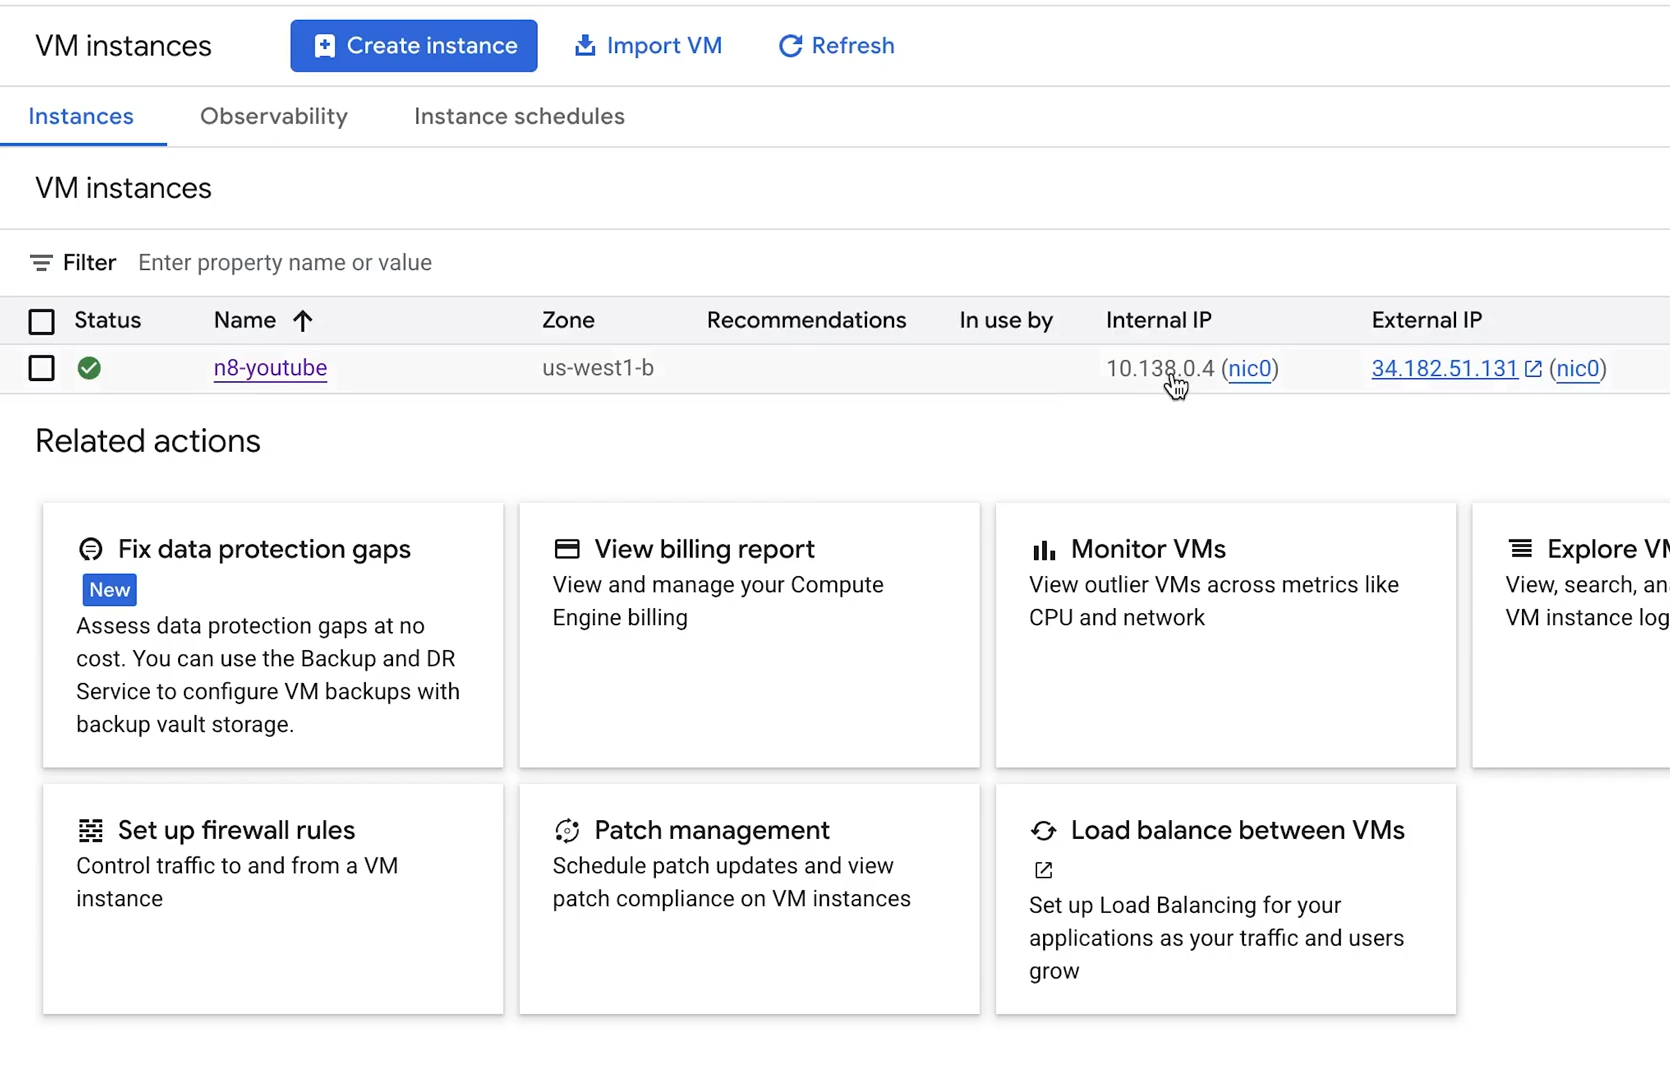 VM instances Create instance Import VM Refresh
Instances Observability Instance schedules
VM instances
Filter Enter property name or value
Status Name Zone Recommendations In use by Internal IP External IP
n8-youtube us-west1-b 10.138.0.4 (nic0) 34.182.51.131 (nic0)
Related actions
Fix data protection gaps
New
Assess data protection gaps at no
cost. You can use the Backup and DR
Service to configure VM backups with
backup vault storage.
View billing report
View and manage your Compute
Engine billing
Monitor VMs
View outlier VMs across metrics like
CPU and network
Explore VM
View, search, an
VM instance log
Set up firewall rules
Control traffic to and from a VM
instance
Patch management
Schedule patch updates and view
patch compliance on VM instances
Load balance between VMs
Set up Load Balancing for your
applications as your traffic and users
grow